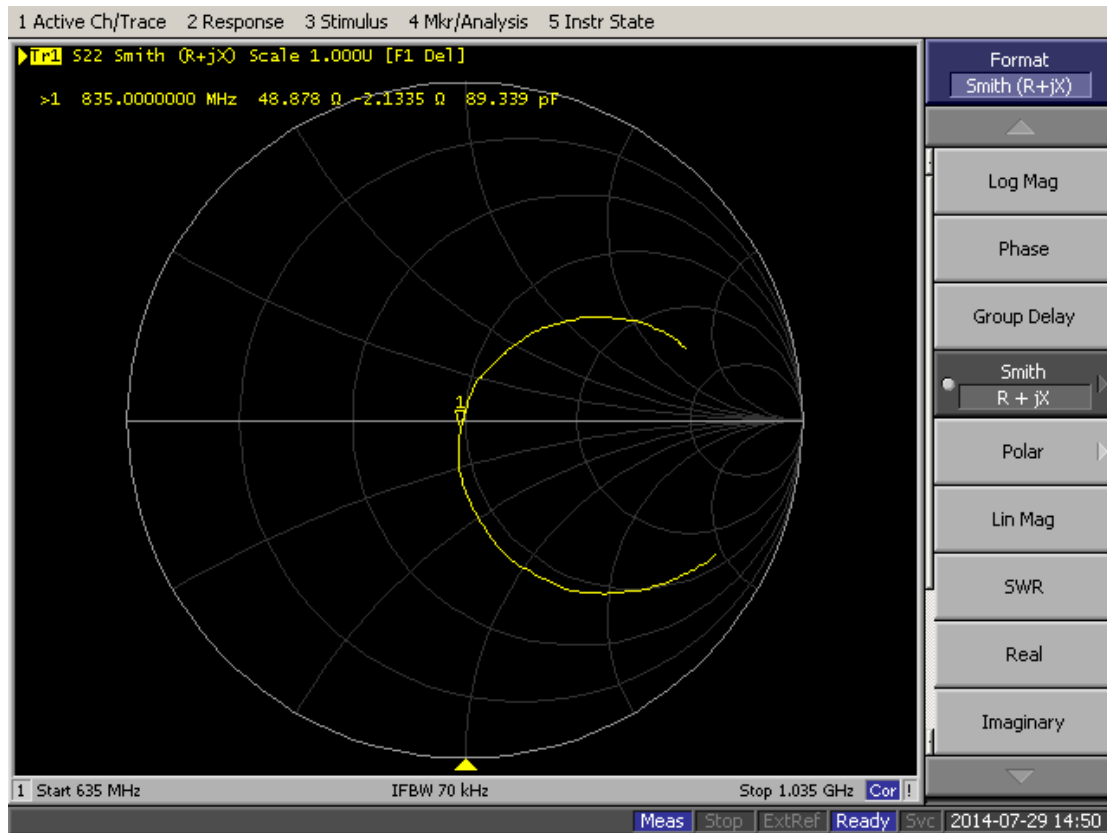 1 Active Ch/Trace 2 Response 3 Stimulus 4 Mkr/Analysis 5 Instr State
Tr1 S22 Smith (R+jX) Scale 1.000U [F1 Del]
>1 835.0000000 MHz 48.878 Ω -2.1335 Ω 89.339 pF
1
Format
Smith (R+jX)
Log Mag
Phase
Group Delay
Smith
R + jX
Polar
Lin Mag
SWR
Real
Imaginary
1 Start 635 MHz IFBW 70 kHz Stop 1.035 GHz Cor !
Meas Stop ExtRef Ready Svc 2014-07-29 14:50